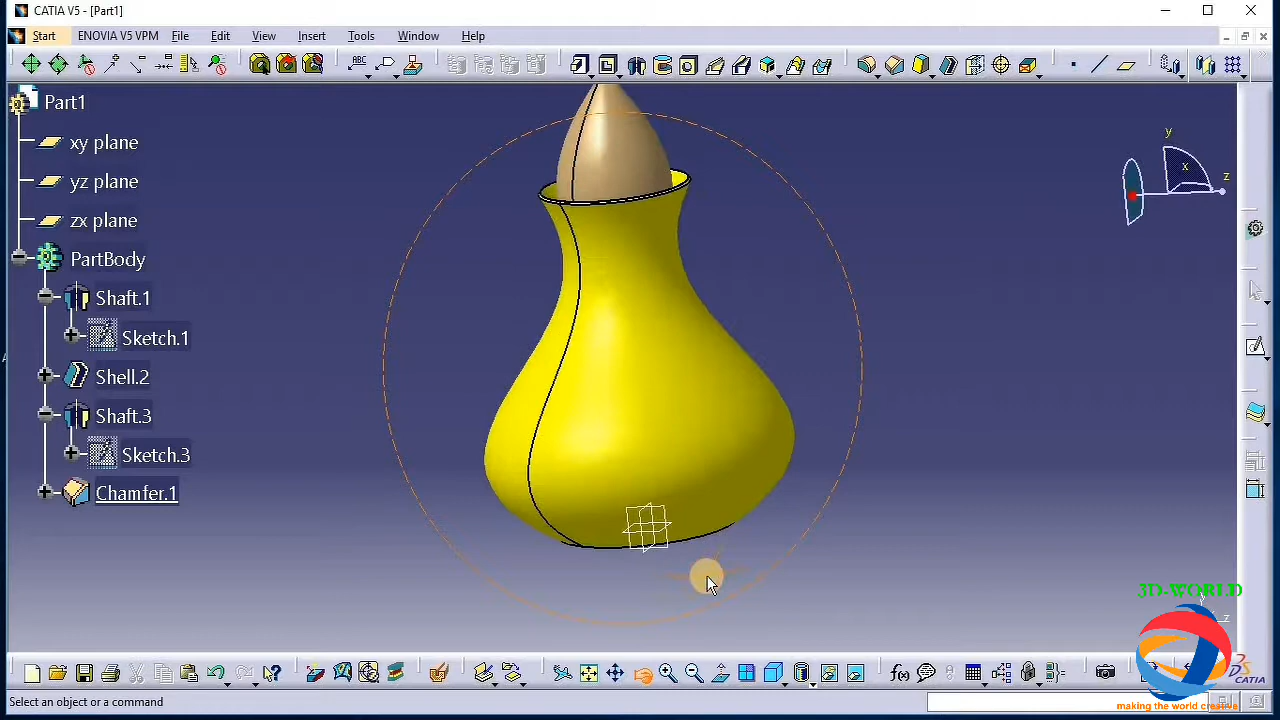 CATIA V5 - [Part1]
Start ENOVIA V5 VPM File Edit View Insert Tools Window Help
ABC
Part1
xy plane
yz plane
zx plane
PartBody
Shaft.1
Sketch.1
Shell.2
Shaft.3
Sketch.3
Chamfer.1
y
x
z
3D-WORLD
y
z
f(x)
CATIA
making the world creative
Select an object or a command